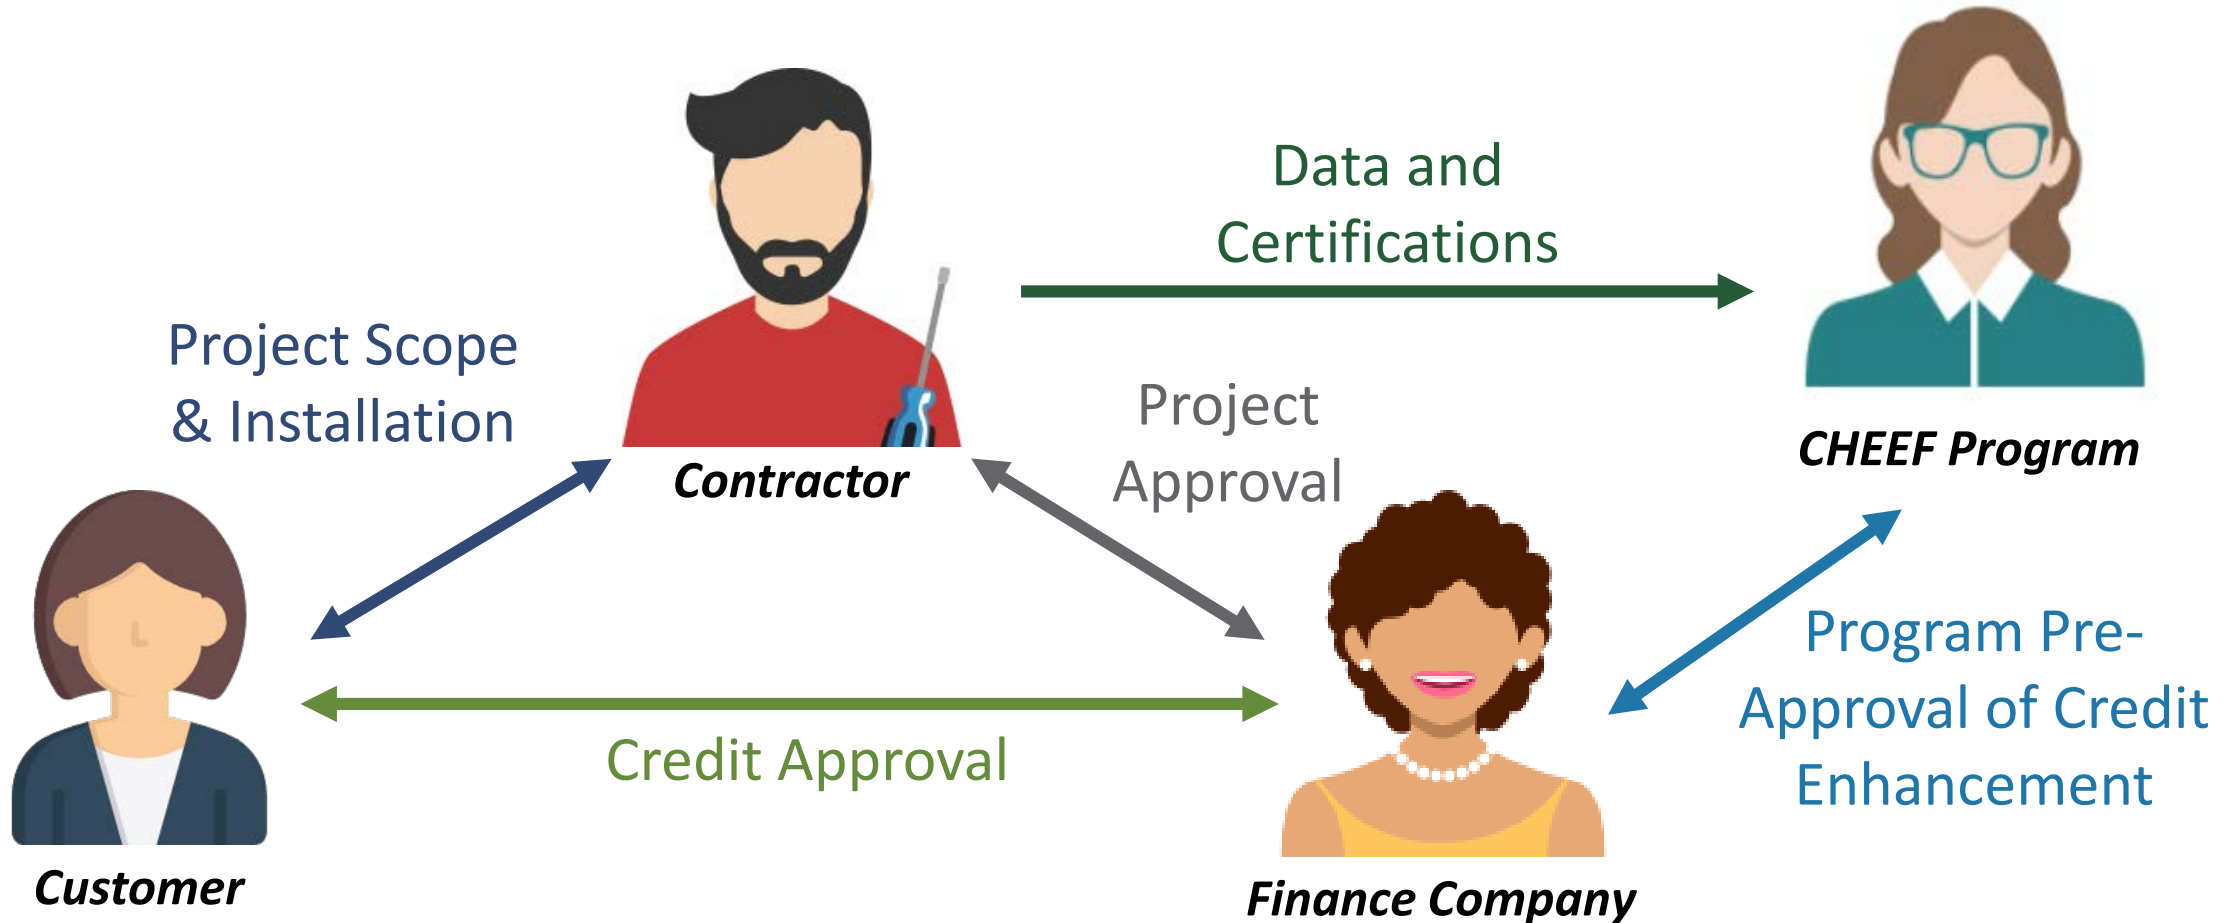 Data and
Certifications
Project Scope
& Installation
Project
Approval
Contractor
CHEEF Program
Program Pre-
Approval of Credit
Enhancement
Credit Approval
Customer
Finance Company